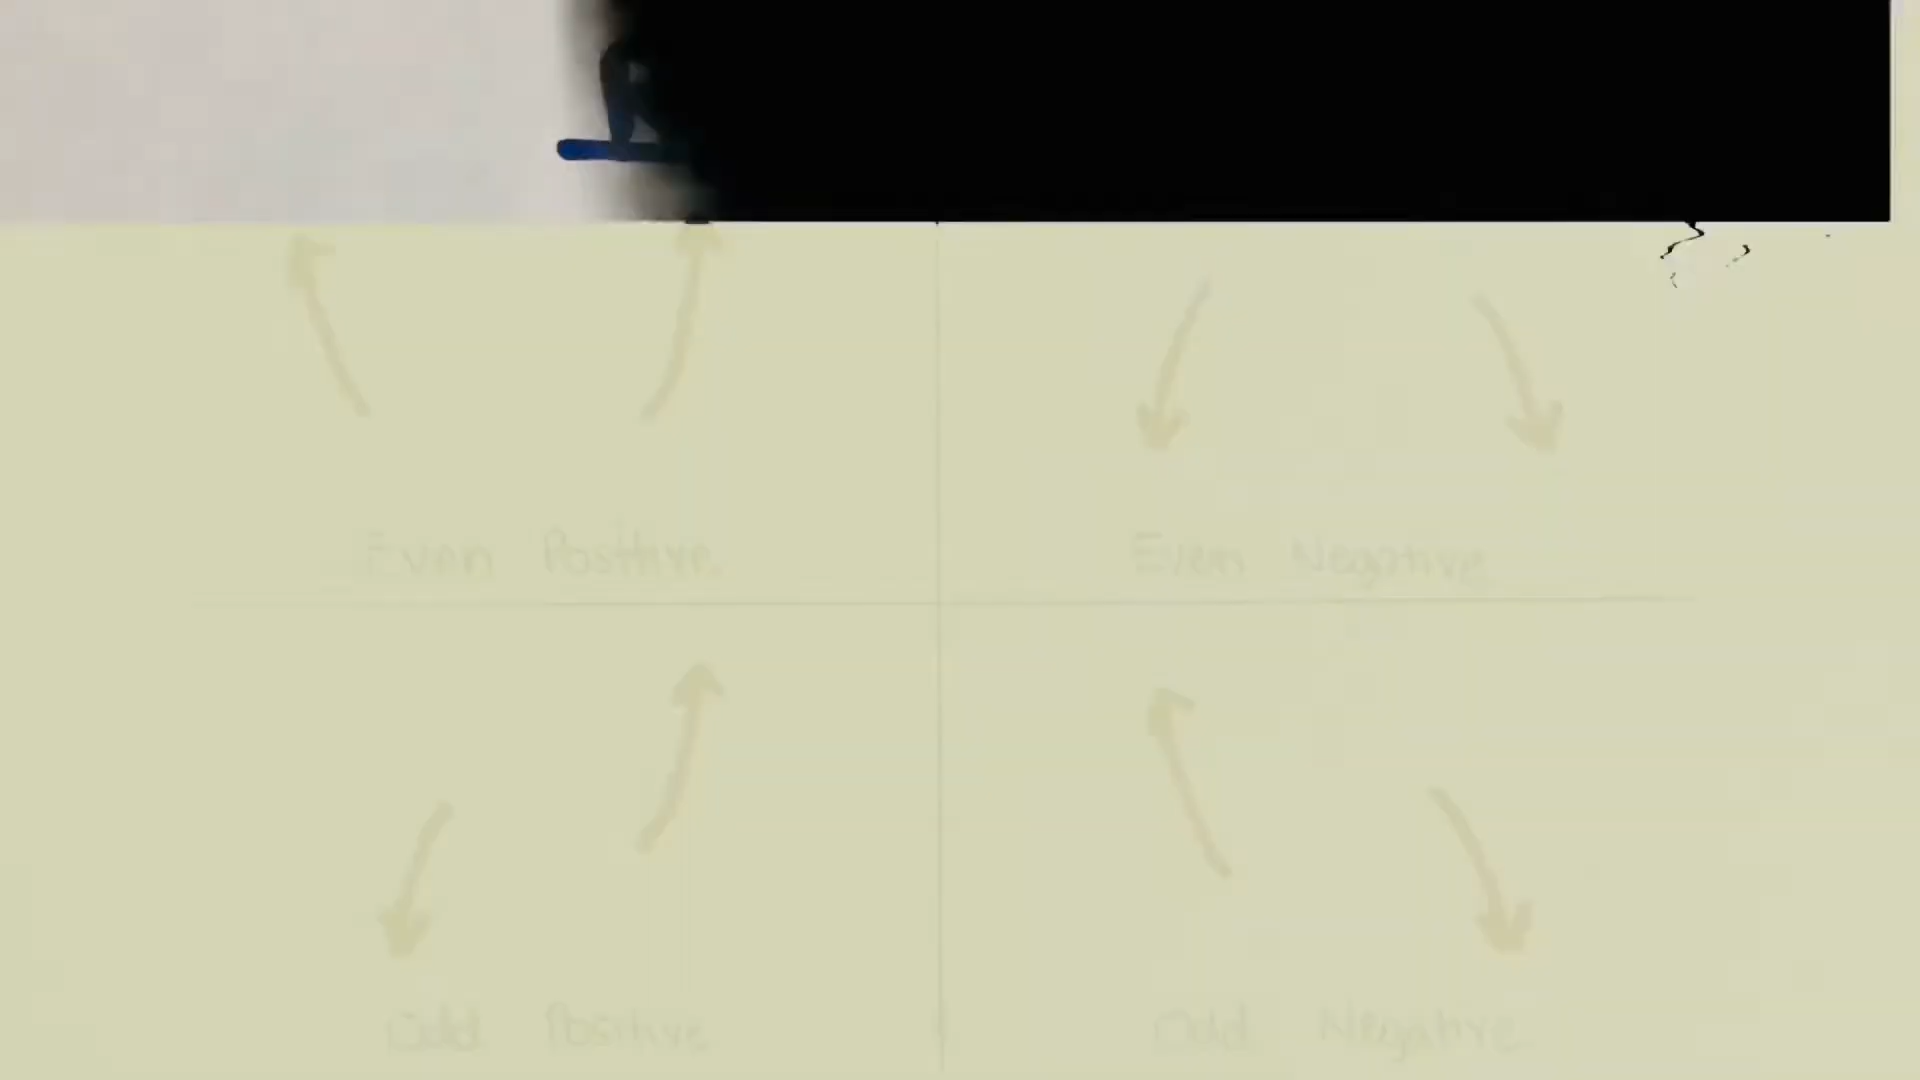 Even Positive
Even Negative
Odd Positive
Odd Negative